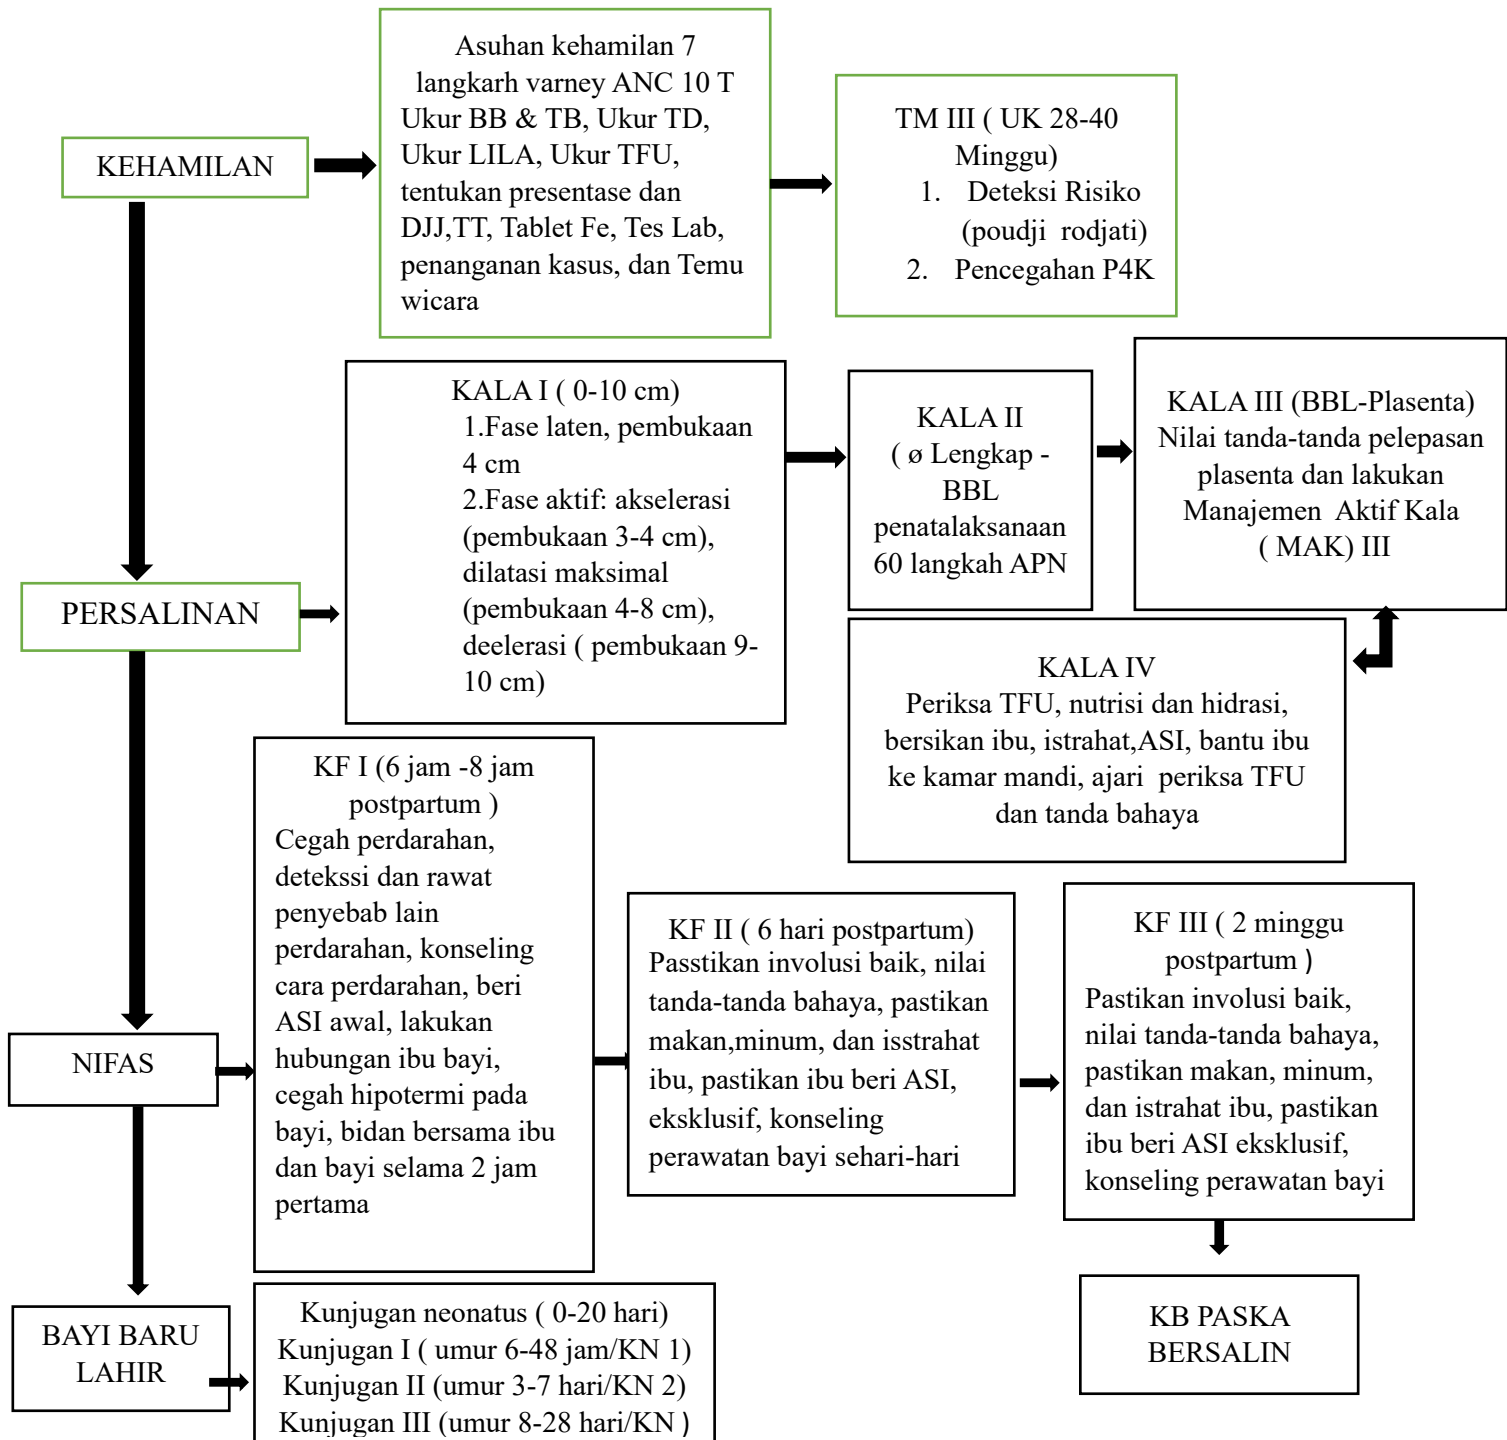 Asuhan kehamilan 7
langkarh varney ANC 10 T
Ukur BB & TB, Ukur TD,
Ukur LILA, Ukur TFU,
tentukan presentase dan
DJJ,TT, Tablet Fe, Tes Lab,
penanganan kasus, dan Temu
wicara
KEHAMILAN
TM III ( UK 28-40
Minggu)
1. Deteksi Risiko
(poudji rodjati)
2. Pencegahan P4K
KALA I ( 0-10 cm)
1.Fase laten, pembukaan
4 cm
2.Fase aktif: akselerasi
(pembukaan 3-4 cm),
dilatasi maksimal
(pembukaan 4-8 cm),
deelerasi ( pembukaan 9-
10 cm)
KALA II
( ø Lengkap -
BBL
penatalaksanaan
60 langkah APN
KALA III (BBL-Plasenta)
Nilai tanda-tanda pelepasan
plasenta dan lakukan
Manajemen Aktif Kala
( MAK) III
PERSALINAN
KALA IV
Periksa TFU, nutrisi dan hidrasi,
bersikan ibu, istrahat,ASI, bantu ibu
ke kamar mandi, ajari periksa TFU
dan tanda bahaya
KF I (6 jam -8 jam
postpartum )
Cegah perdarahan,
detekssi dan rawat
penyebab lain
perdarahan, konseling
cara perdarahan, beri
ASI awal, lakukan
hubungan ibu bayi,
cegah hipotermi pada
bayi, bidan bersama ibu
dan bayi selama 2 jam
pertama
KF II ( 6 hari postpartum)
Passtikan involusi baik, nilai
tanda-tanda bahaya, pastikan
makan,minum, dan isstrahat
ibu, pastikan ibu beri ASI,
eksklusif, konseling
perawatan bayi sehari-hari
KF III ( 2 minggu
postpartum )
Pastikan involusi baik,
nilai tanda-tanda bahaya,
pastikan makan, minum,
dan istrahat ibu, pastikan
ibu beri ASI eksklusif,
konseling perawatan bayi
NIFAS
KB PASKA
BERSALIN
BAYI BARU
LAHIR
Kunjugan neonatus ( 0-20 hari)
Kunjugan I ( umur 6-48 jam/KN 1)
Kunjugan II (umur 3-7 hari/KN 2)
Kunjugan III (umur 8-28 hari/KN )